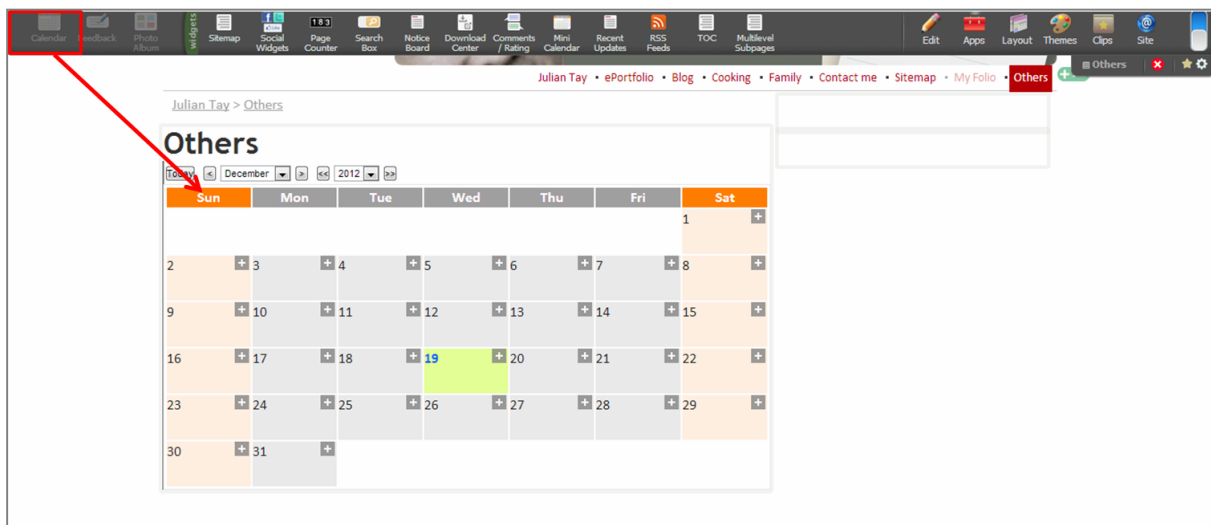 Calendar Feedback Photo Album widgets Sitemap Social Widgets Page Counter Search Box Notice Board Download Center Comments / Rating Mini Calendar Recent Updates RSS Feeds TOC Multilevel Subpages Edit Apps Layout Themes Clips Site
183
Others
Julian Tay • ePortfolio • Blog • Cooking • Family • Contact me • Sitemap • My Folio • Others
Julian Tay > Others
Others
Today < December > << 2012 >>
Sun Mon Tue Wed Thu Fri Sat
1 +
2 + 3 + 4 + 5 + 6 + 7 + 8 +
9 + 10 + 11 + 12 + 13 + 14 + 15 +
16 + 17 + 18 + 19 + 20 + 21 + 22 +
23 + 24 + 25 + 26 + 27 + 28 + 29 +
30 + 31 +